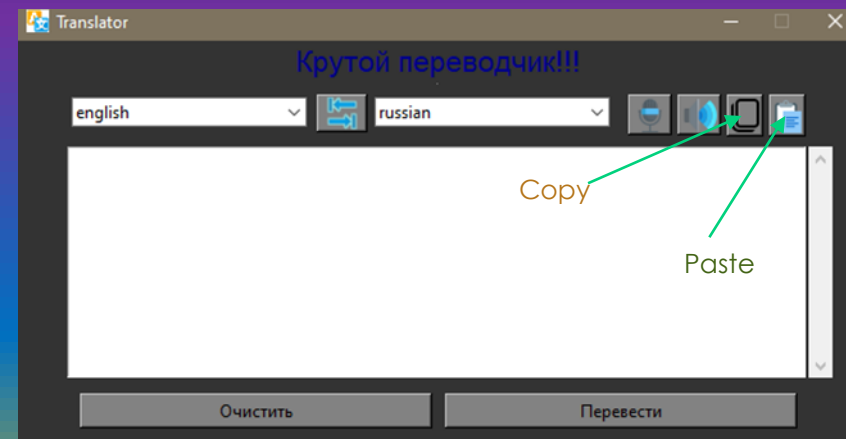 Translator
Крутой переводчик!!!
english
russian
Copy
Paste
Очистить
Перевести